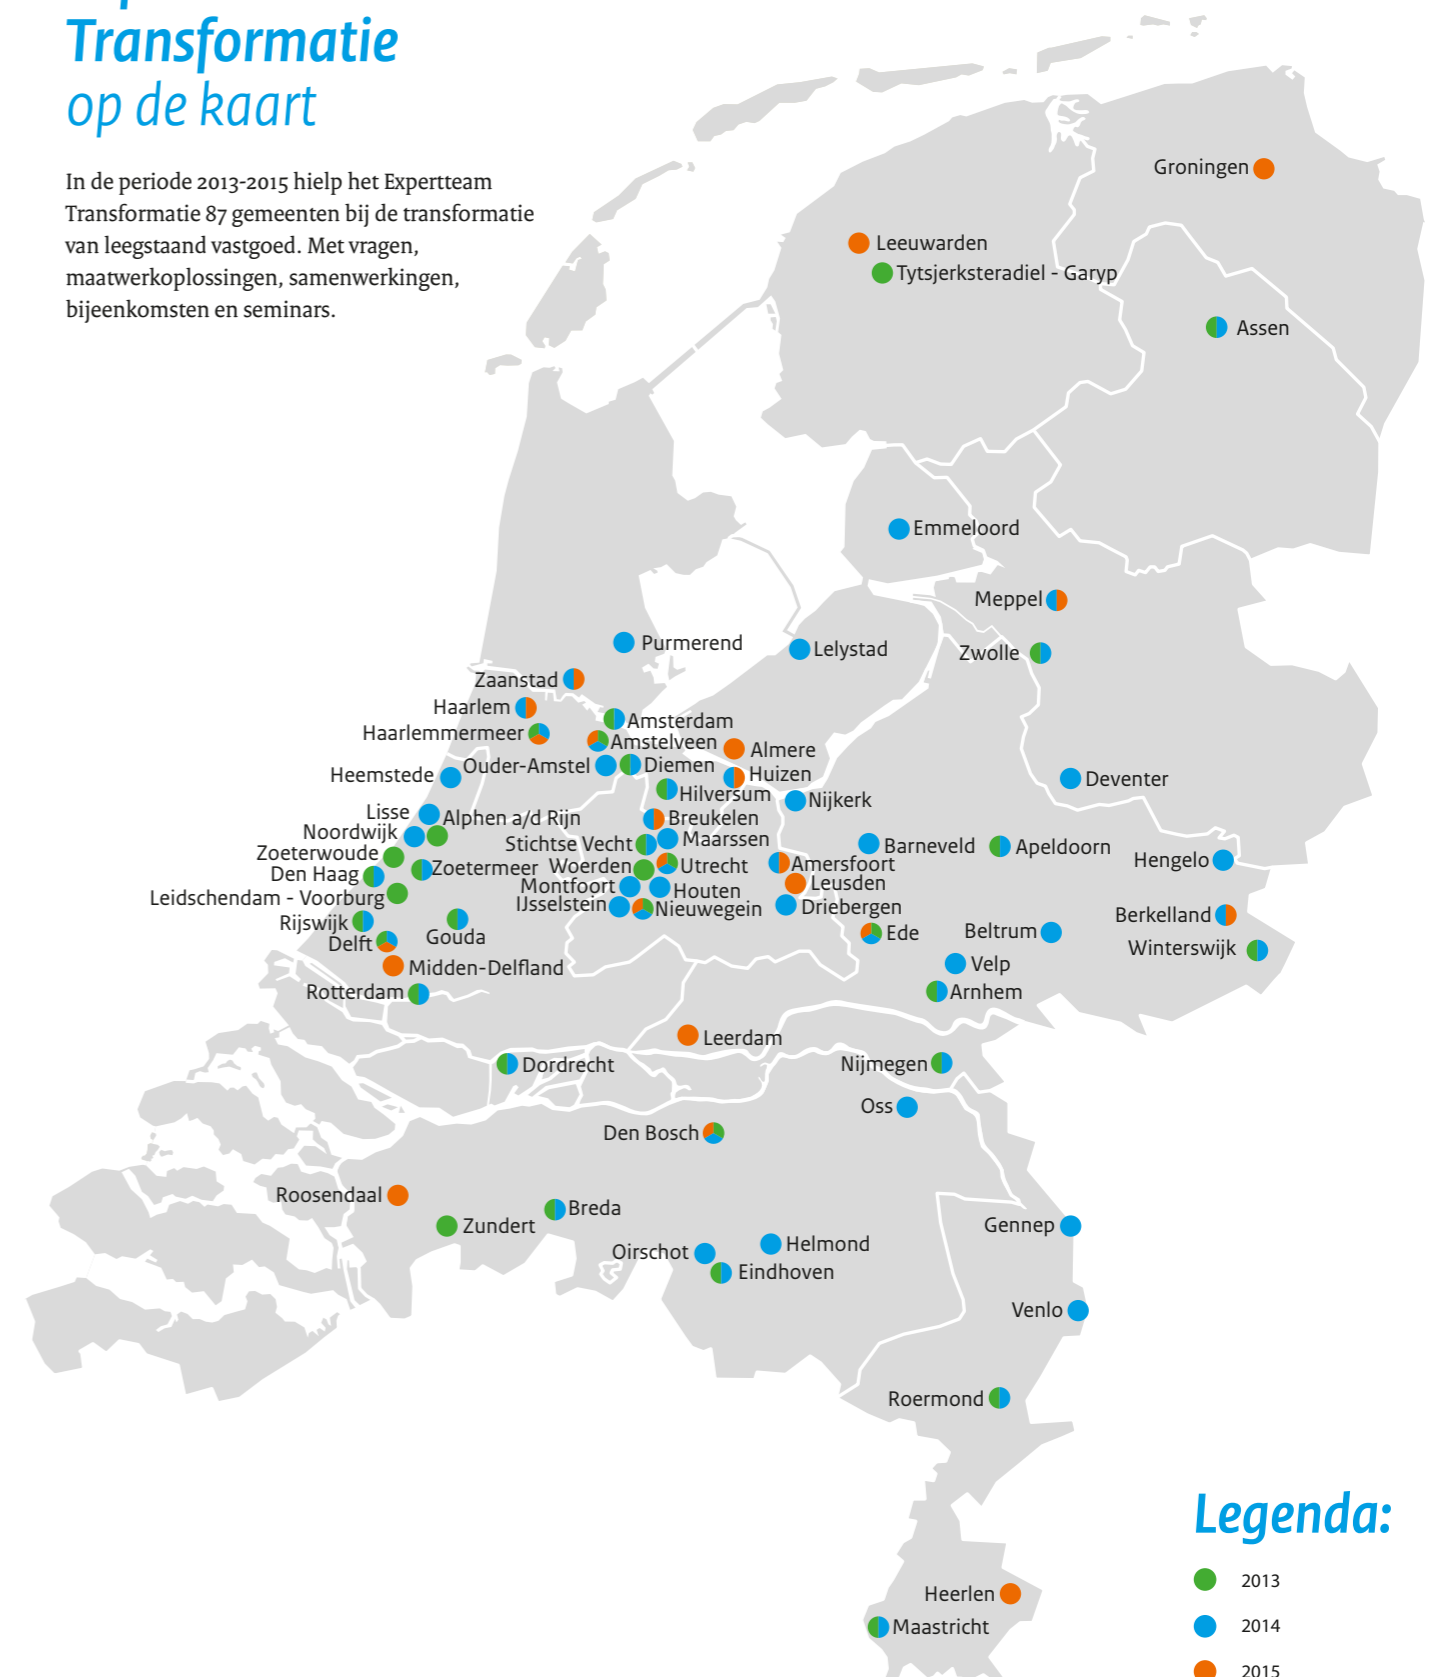 Transformatie
op de kaart
In de periode 2013-2015 hielp het Expertteam
Transformatie 87 gemeenten bij de transformatie
van leegstaand vastgoed. Met vragen,
maatwerkoplossingen, samenwerkingen,
bijeenkomsten en seminars.
Groningen
Leeuwarden
Tytsjerksteradiel - Garyp
Assen
Emmeloord
Meppel
Purmerend
Lelystad
Zwolle
Zaanstad
Haarlem
Amsterdam
Haarlemmermeer
Amstelveen
Almere
Ouder-Amstel
Diemen
Huizen
Heemstede
Deventer
Hilversum
Nijkerk
Lisse
Alphen a/d Rijn
Breukelen
Noordwijk
Maarssen
Stichtse Vecht
Barneveld
Apeldoorn
Zoeterwoude
Hengelo
Den Haag
Zoetermeer
Woerden
Utrecht
Amersfoort
Montfoort
Houten
Leusden
Leidschendam - Voorburg
IJsselstein
Nieuwegein
Driebergen
Berkelland
Rijswijk
Gouda
Ede
Beltrum
Delft
Winterswijk
Midden-Delfland
Velp
Rotterdam
Arnhem
Leerdam
Dordrecht
Nijmegen
Oss
Den Bosch
Roosendaal
Breda
Zundert
Gennep
Oirschot
Helmond
Eindhoven
Venlo
Roermond
Legenda:
2013
Heerlen
Maastricht
2014
2015